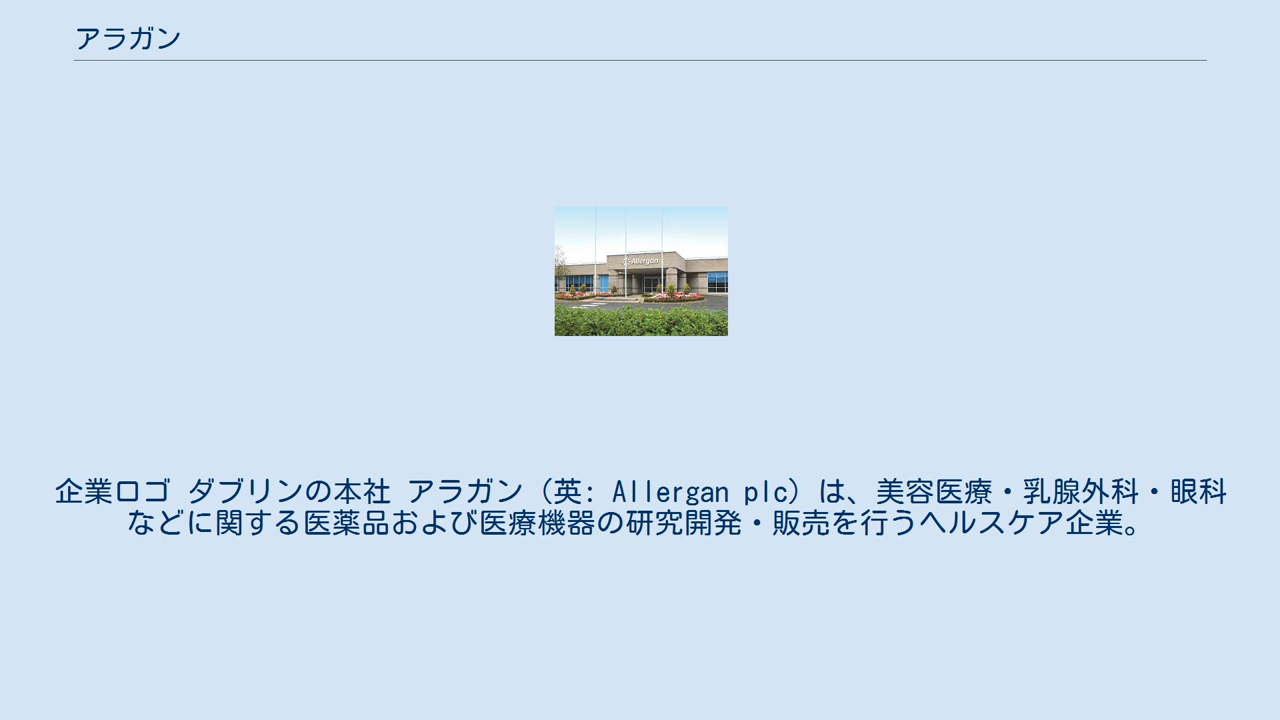 アラガン
Allergan
企業ロゴ ダブリンの本社 アラガン（英: Allergan plc）は、美容医療・乳腺外科・眼科
などに関する医薬品および医療機器の研究開発・販売を行うヘルスケア企業。